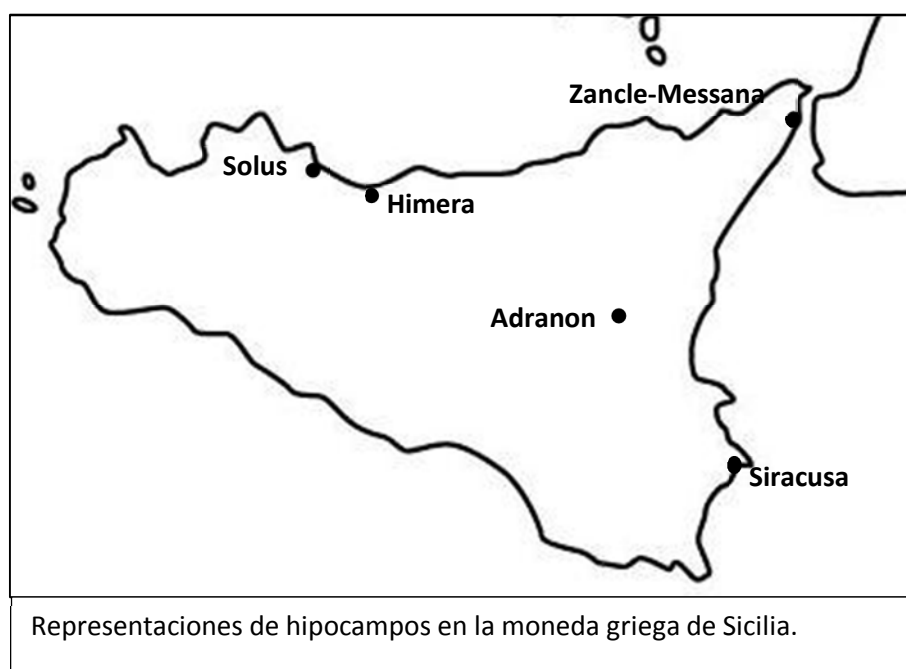 Zancle-Messana
Solus
Himera
Adranon
Siracusa
Representaciones de hipocampos en la moneda griega de Sicilia.